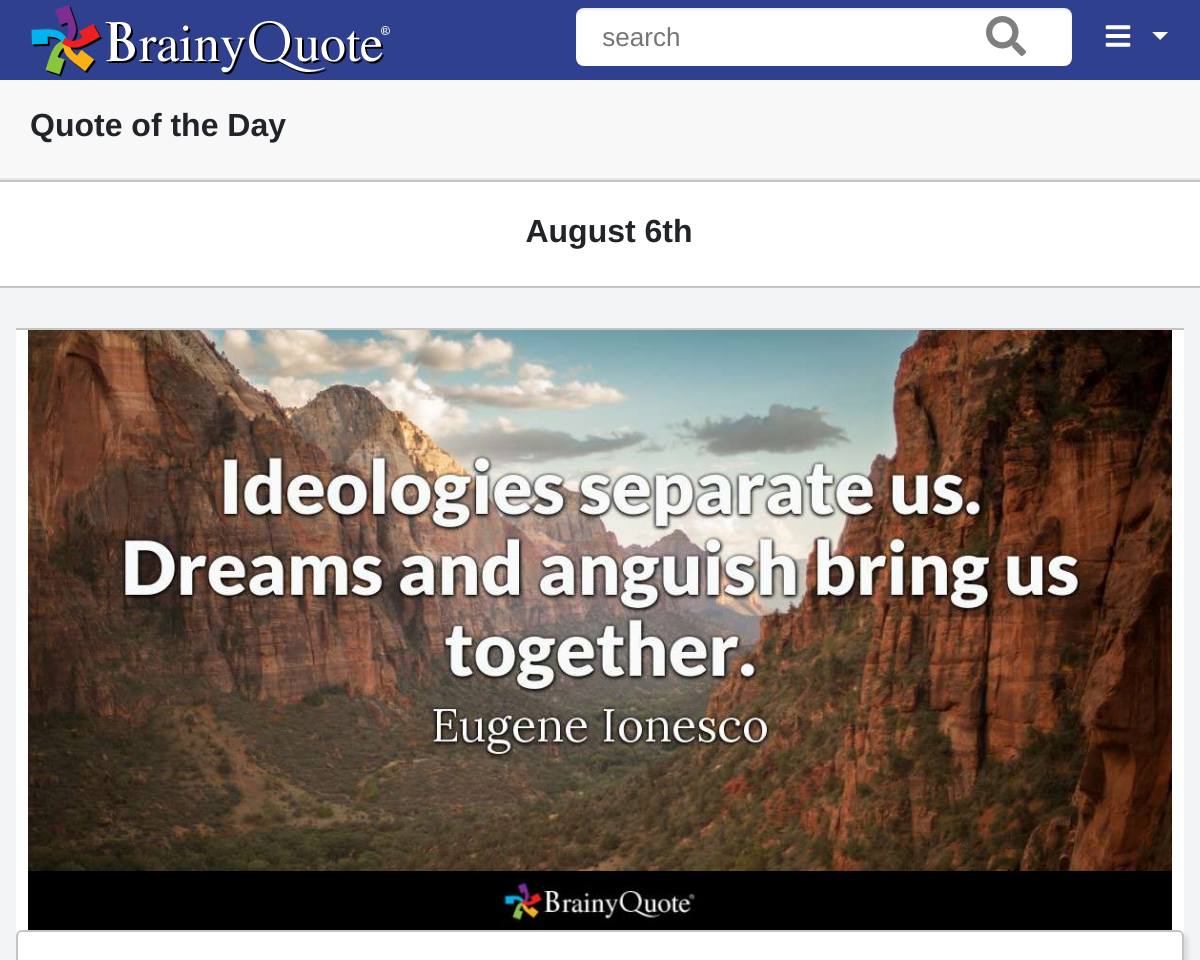 BrainyQuote®
search
Quote of the Day
August 6th
Ideologies separate us.
Dreams and anguish bring us
together.
Eugene Ionesco
BrainyQuote®